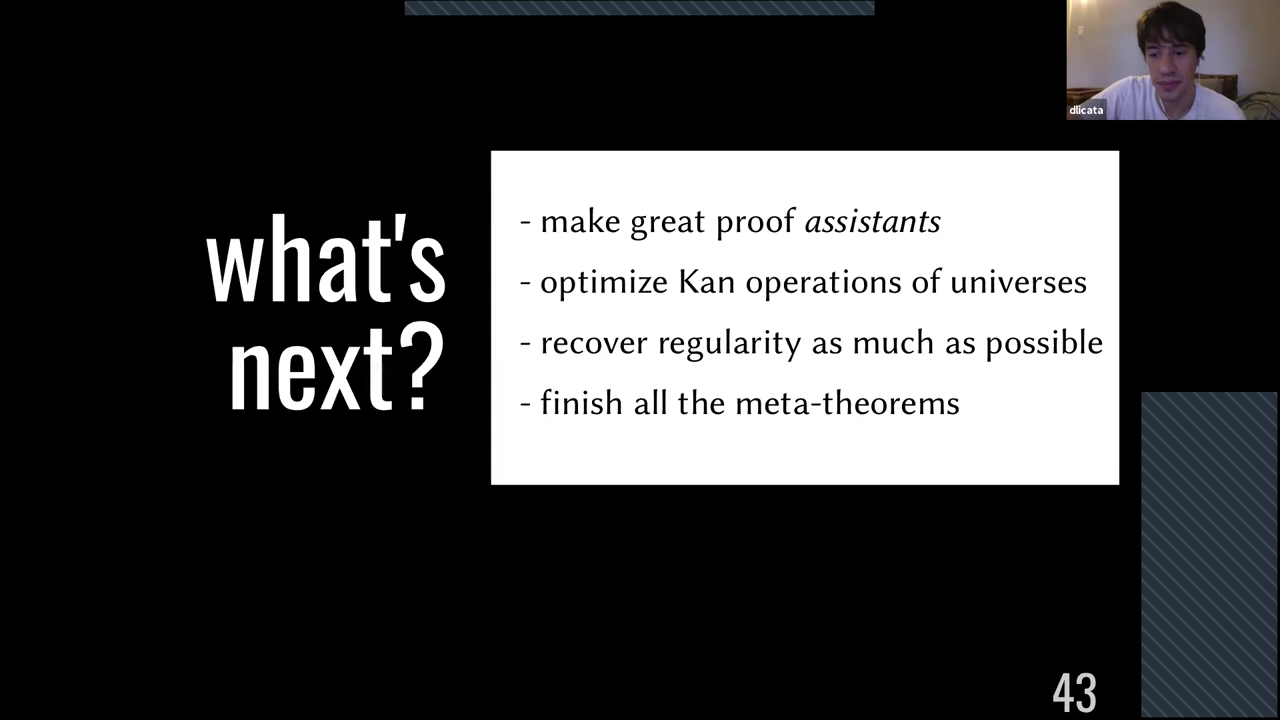 dlicata
what's
next?
- make great proof assistants
- optimize Kan operations of universes
- recover regularity as much as possible
- finish all the meta-theorems
43